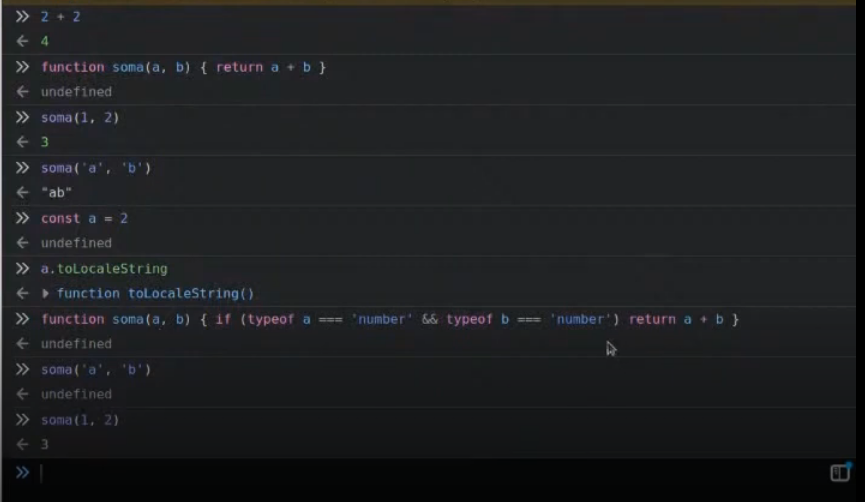 >> 2 + 2
← 4
>> function soma(a, b) { return a + b }
← undefined
>> soma(1, 2)
← 3
>> soma('a', 'b')
← "ab"
>> const a = 2
← undefined
>> a.toLocaleString
← ▸ function toLocaleString()
>> function soma(a, b) { if (typeof a === 'number' && typeof b === 'number') return a + b }
← undefined
>> soma('a', 'b')
← undefined
>> soma(1, 2)
← 3
>>